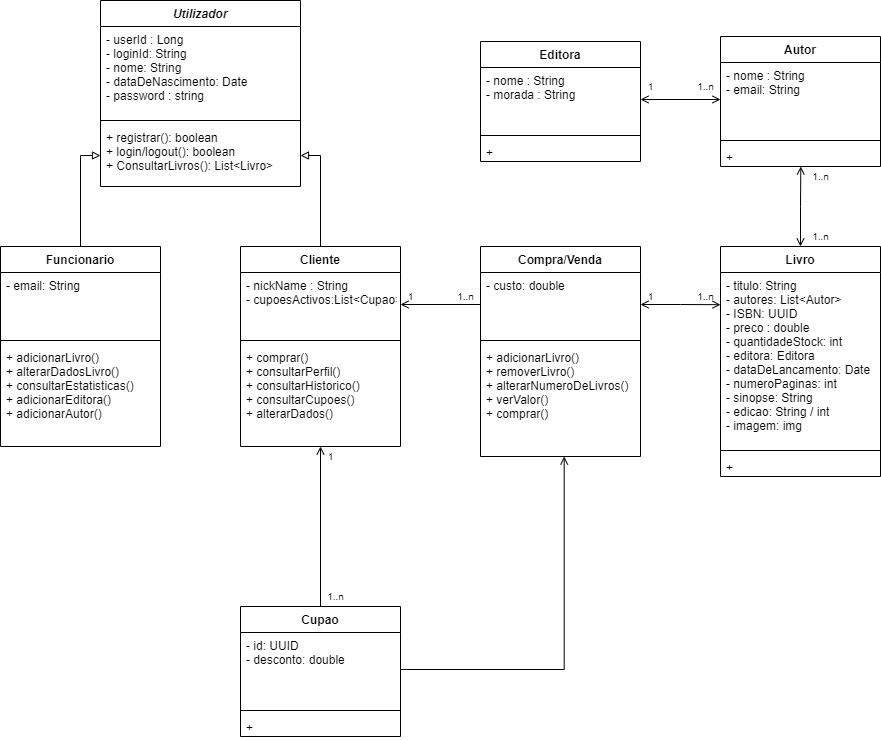 Utilizador
- userId : Long
- loginId: String
- nome: String
- dataDeNascimento: Date
- password : string
+ registrar(): boolean
+ login/logout(): boolean
+ ConsultarLivros(): List<Livro>
Editora
- nome : String
- morada : String
+
1
1..n
Autor
- nome : String
- email: String
+
1..n
1..n
Funcionario
- email: String
+ adicionarLivro()
+ alterarDadosLivro()
+ consultarEstatisticas()
+ adicionarEditora()
+ adicionarAutor()
Cliente
- nickName : String
- cupoesActivos:List<Cupao
+ comprar()
+ consultarPerfil()
+ consultarHistorico()
+ consultarCupoes()
+ alterarDados()
1
1..n
Compra/Venda
- custo: double
+ adicionarLivro()
+ removerLivro()
+ alterarNumeroDeLivros()
+ verValor()
+ comprar()
1
1..n
Livro
- titulo: String
- autores: List<Autor>
- ISBN: UUID
- preco : double
- quantidadeStock: int
- editora: Editora
- dataDeLancamento: Date
- numeroPaginas: int
- sinopse: String
- edicao: String / int
- imagem: img
+
1
1..n
Cupao
- id: UUID
- desconto: double
+